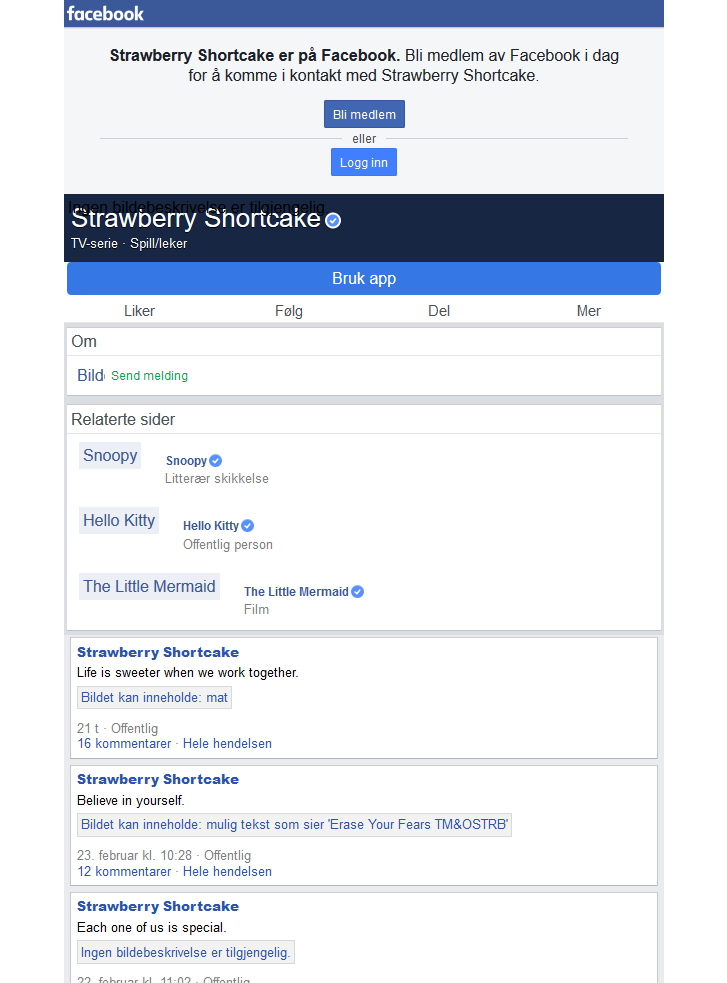 facebook
Strawberry Shortcake er på Facebook. Bli medlem av Facebook i dag
for å komme i kontakt med Strawberry Shortcake.
Bli medlem
eller
Logg inn
Ingen bildebeskrivelse er tilgjengelig.
Strawberry Shortcake
TV-serie · Spill/leker
Bruk app
Liker Følg Del Mer
Om
Bild Send melding
Relaterte sider
Snoopy
Snoopy
Litterær skikkelse
Hello Kitty
Hello Kitty
Offentlig person
The Little Mermaid
The Little Mermaid
Film
Strawberry Shortcake
Life is sweeter when we work together.
Bildet kan inneholde: mat
21 t · Offentlig
16 kommentarer · Hele hendelsen
Strawberry Shortcake
Believe in yourself.
Bildet kan inneholde: mulig tekst som sier 'Erase Your Fears TM&OSTRB'
23. februar kl. 10:28 · Offentlig
12 kommentarer · Hele hendelsen
Strawberry Shortcake
Each one of us is special.
Ingen bildebeskrivelse er tilgjengelig.
22. februar kl. 11:02 · Offentlig